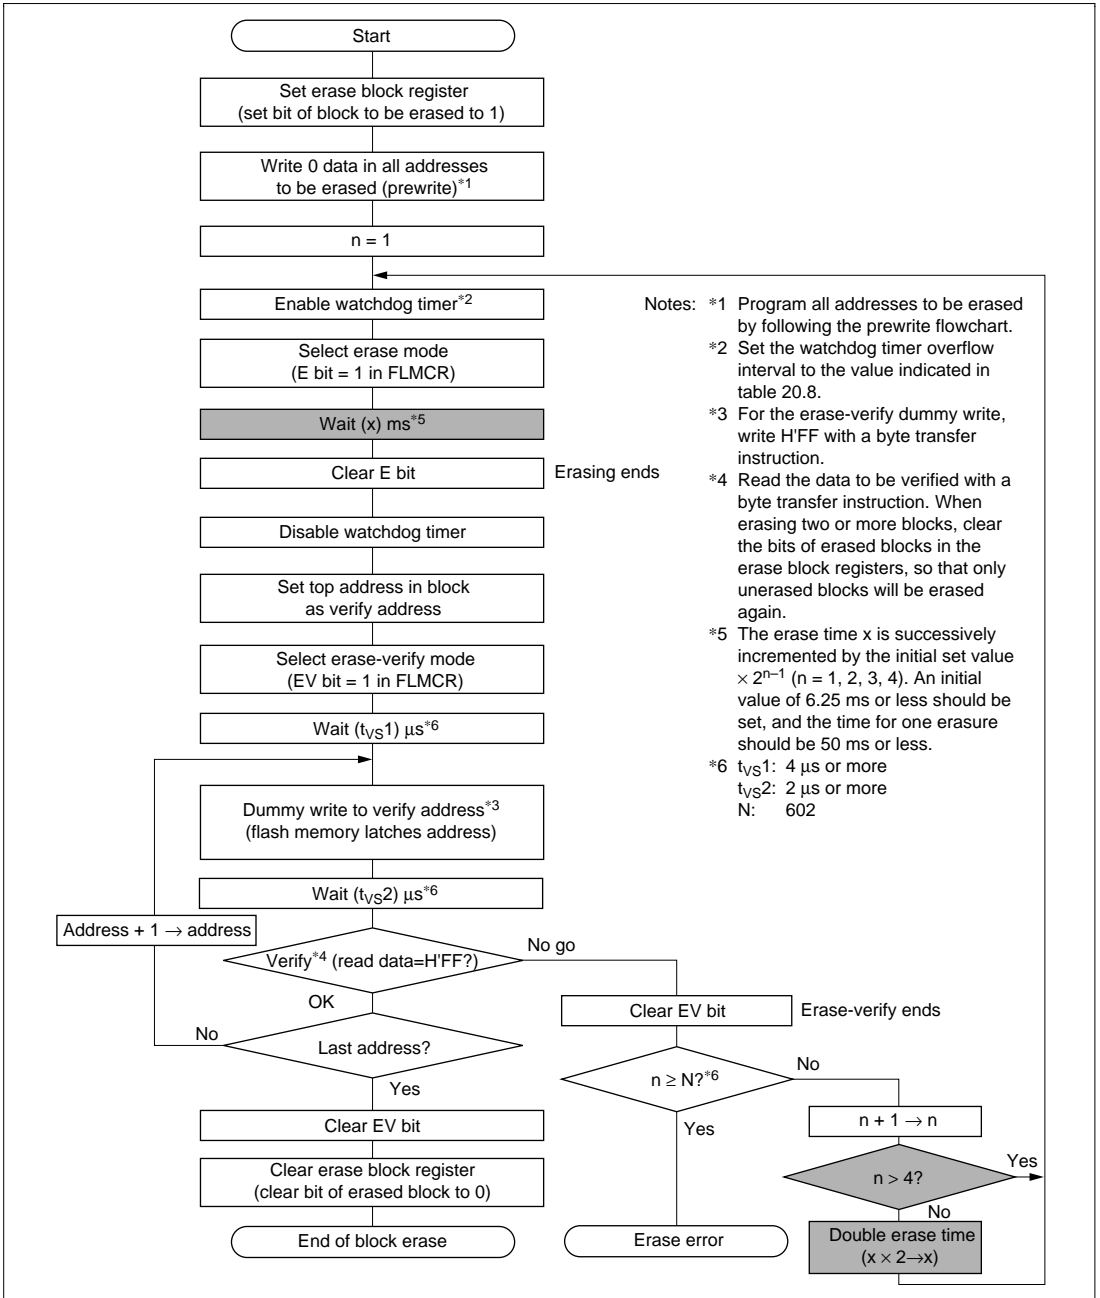 Start
Set erase block register
(set bit of block to be erased to 1)
Write 0 data in all addresses
to be erased (prewrite)*1
n = 1
Enable watchdog timer*2
Select erase mode
(E bit = 1 in FLMCR)
Wait (x) ms*5
Clear E bit
Erasing ends
Disable watchdog timer
Set top address in block
as verify address
Select erase-verify mode
(EV bit = 1 in FLMCR)
Wait (tVS1) μs*6
Dummy write to verify address*3
(flash memory latches address)
Wait (tVS2) μs*6
Address + 1 → address
Verify*4 (read data=H'FF?)
No go
OK
Last address?
No
Yes
Clear EV bit
Clear erase block register
(clear bit of erased block to 0)
End of block erase
Clear EV bit
Erase-verify ends
n ≥ N?*6
No
Yes
Erase error
n + 1 → n
n > 4?
Yes
No
Double erase time
(x × 2→x)
Notes: *1 Program all addresses to be erased
by following the prewrite flowchart.
*2 Set the watchdog timer overflow
interval to the value indicated in
table 20.8.
*3 For the erase-verify dummy write,
write H'FF with a byte transfer
instruction.
*4 Read the data to be verified with a
byte transfer instruction. When
erasing two or more blocks, clear
the bits of erased blocks in the
erase block registers, so that only
unerased blocks will be erased
again.
*5 The erase time x is successively
incremented by the initial set value
× 2n–1 (n = 1, 2, 3, 4). An initial
value of 6.25 ms or less should be
set, and the time for one erasure
should be 50 ms or less.
*6 tVS1: 4 μs or more
tVS2: 2 μs or more
N: 602